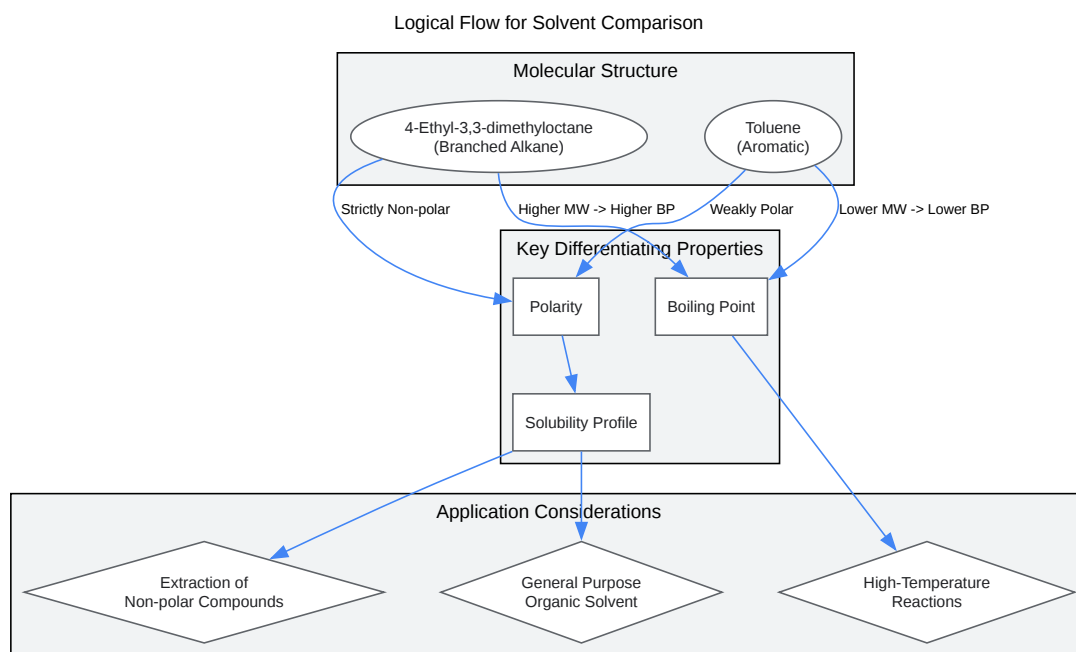 Logical Flow for Solvent Comparison
Molecular Structure
4-Ethyl-3,3-dimethyloctane
(Branched Alkane)
Toluene
(Aromatic)
Strictly Non-polar
Higher MW -> Higher BP
Weakly Polar
Lower MW -> Lower BP
Key Differentiating Properties
Polarity
Boiling Point
Solubility Profile
Application Considerations
Extraction of
Non-polar Compounds
General Purpose
Organic Solvent
High-Temperature
Reactions